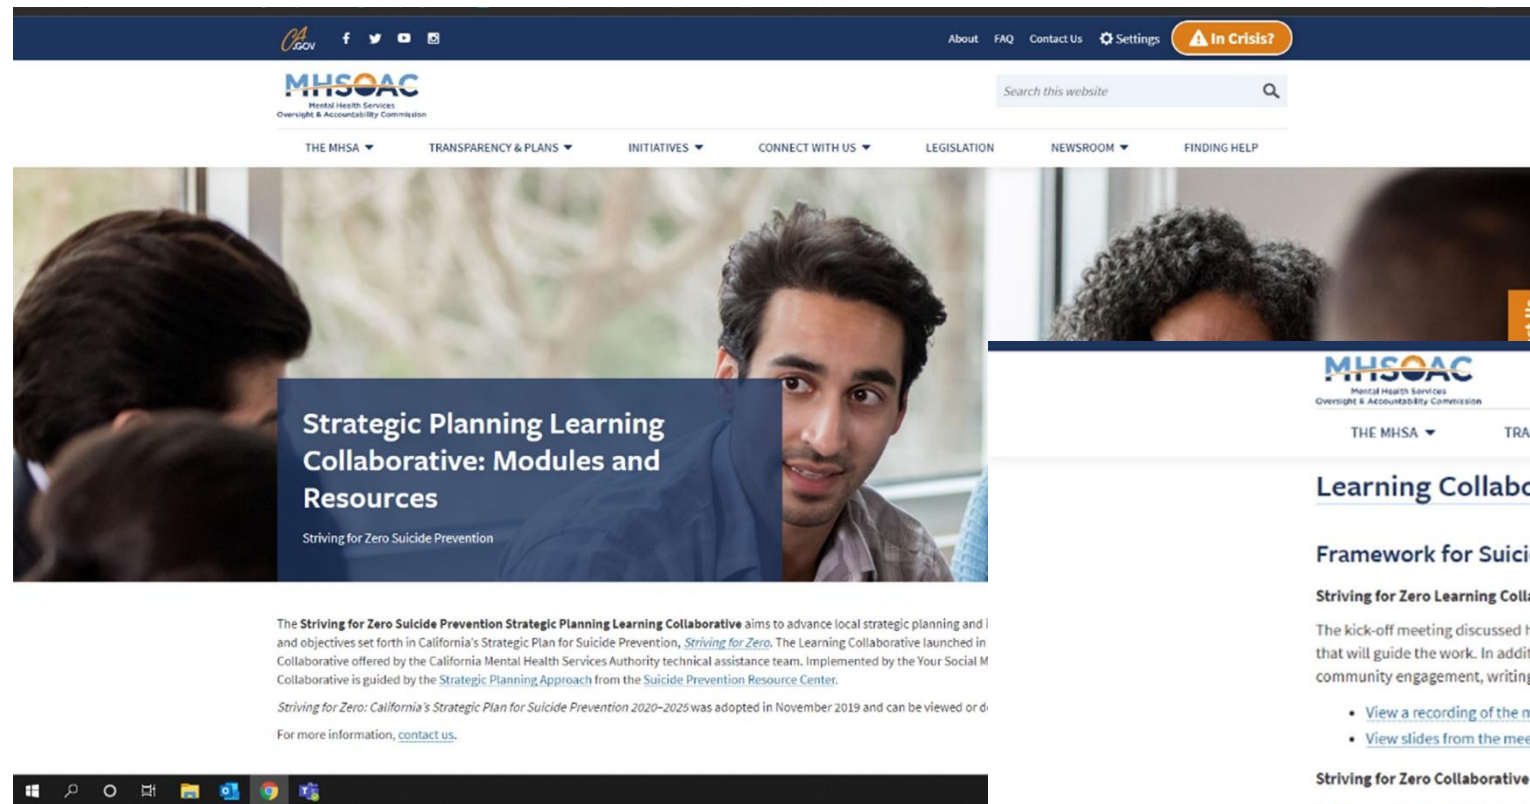 CA.GOV
About FAQ Contact Us Settings In Crisis?
MHSOAC
Mental Health Services
Oversight & Accountability Commission
Search this website
THE MHSA TRANSPARENCY & PLANS INITIATIVES CONNECT WITH US LEGISLATION NEWSROOM FINDING HELP
Strategic Planning Learning
Collaborative: Modules and
Resources
Striving for Zero Suicide Prevention
The Striving for Zero Suicide Prevention Strategic Planning Learning Collaborative aims to advance local strategic planning and i
and objectives set forth in California's Strategic Plan for Suicide Prevention, Striving for Zero. The Learning Collaborative launched in
Collaborative offered by the California Mental Health Services Authority technical assistance team. Implemented by the Your Social M
Collaborative is guided by the Strategic Planning Approach from the Suicide Prevention Resource Center.
Striving for Zero: California's Strategic Plan for Suicide Prevention 2020–2025 was adopted in November 2019 and can be viewed or d
For more information, contact us.
MHSOAC
Mental Health Services
Oversight & Accountability Commission
THE MHSA TRA
Learning Collabo
Framework for Suici
Striving for Zero Learning Colla
The kick-off meeting discussed h
that will guide the work. In addit
community engagement, writing
• View a recording of the m
• View slides from the mee
Striving for Zero Collaborative